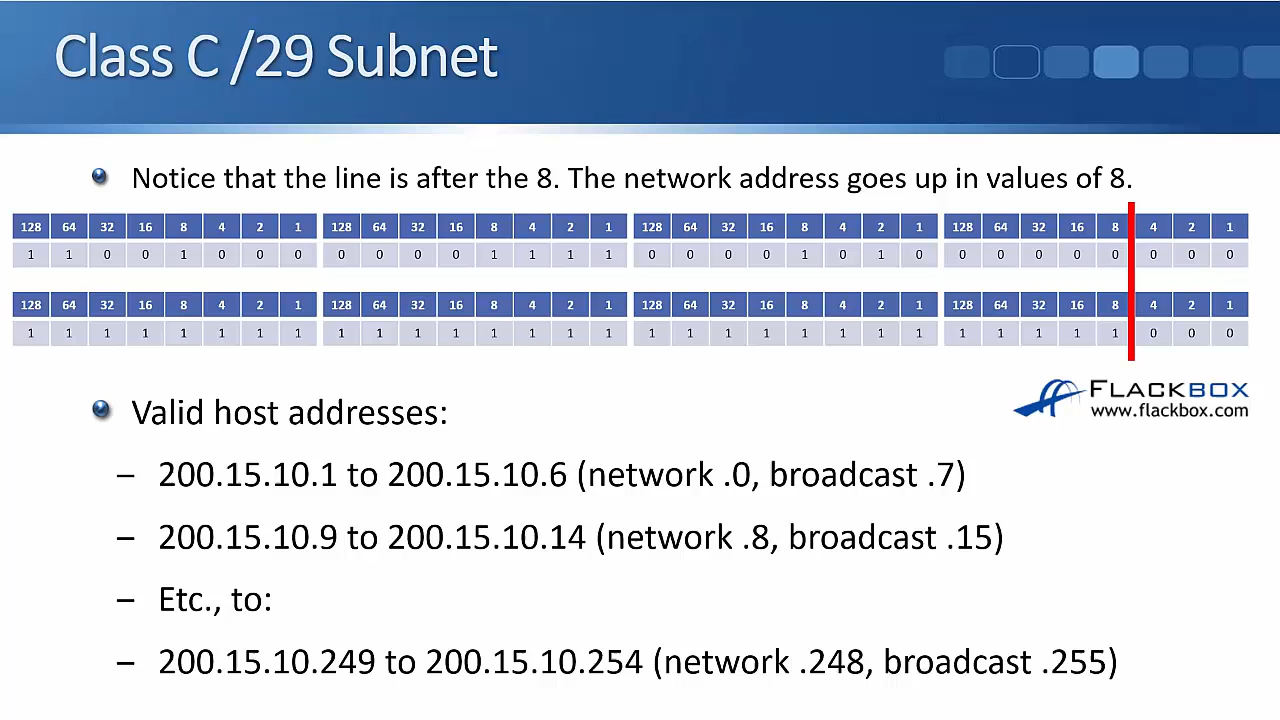 Class C /29 Subnet
Notice that the line is after the 8. The network address goes up in values of 8.
128 64 32 16 8 4 2 1 128 64 32 16 8 4 2 1 128 64 32 16 8 4 2 1 128 64 32 16 8 4 2 1
1 1 0 0 1 0 0 0 0 0 0 0 1 1 1 1 0 0 0 0 1 0 1 0 0 0 0 0 0 0 0 0
128 64 32 16 8 4 2 1 128 64 32 16 8 4 2 1 128 64 32 16 8 4 2 1 128 64 32 16 8 4 2 1
1 1 1 1 1 1 1 1 1 1 1 1 1 1 1 1 1 1 1 1 1 1 1 1 1 1 1 1 1 0 0 0
FLACKBOX
www.flackbox.com
Valid host addresses:
– 200.15.10.1 to 200.15.10.6 (network .0, broadcast .7)
– 200.15.10.9 to 200.15.10.14 (network .8, broadcast .15)
– Etc., to:
– 200.15.10.249 to 200.15.10.254 (network .248, broadcast .255)